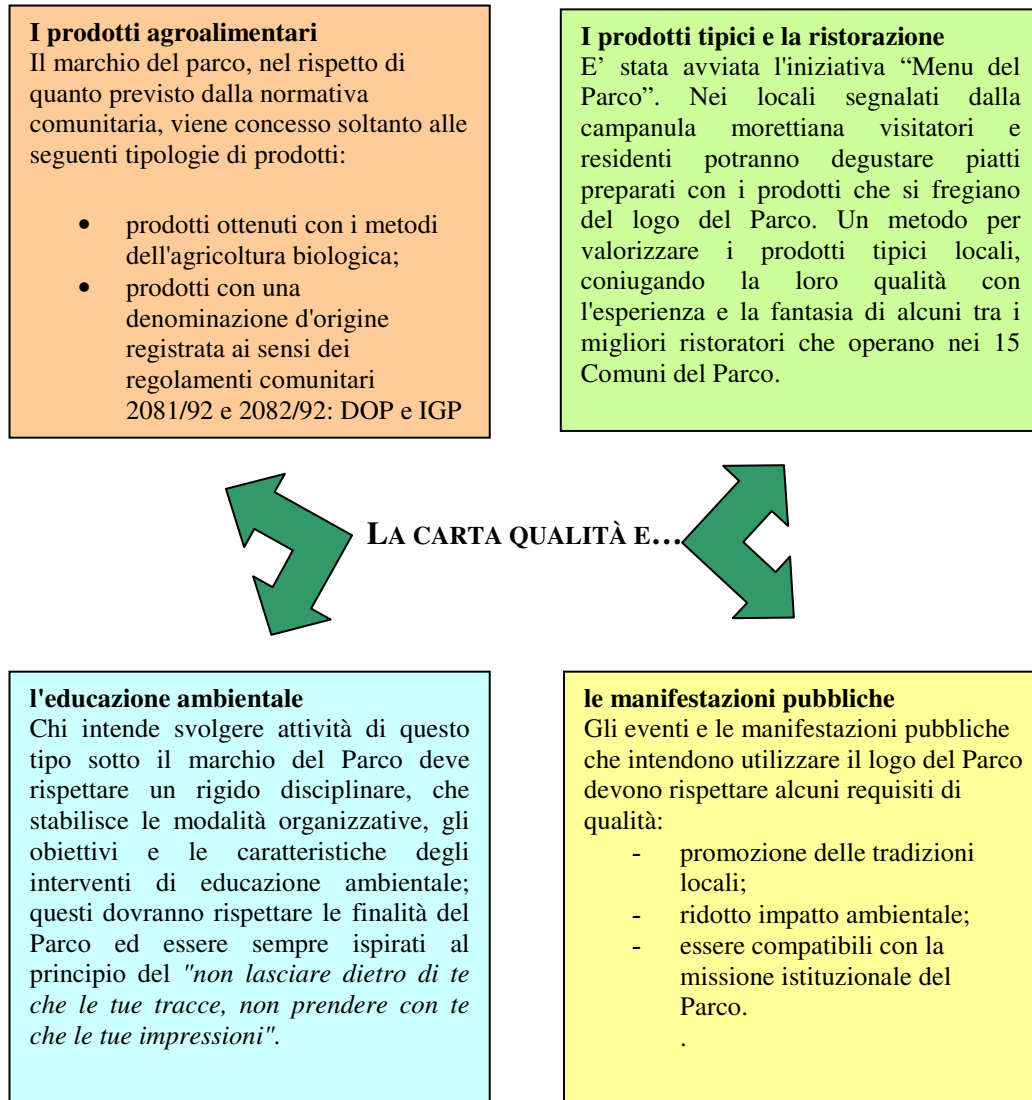 I prodotti agroalimentari
Il marchio del parco, nel rispetto di
quanto previsto dalla normativa
comunitaria, viene concesso soltanto alle
seguenti tipologie di prodotti:
• prodotti ottenuti con i metodi
dell'agricoltura biologica;
• prodotti con una
denominazione d'origine
registrata ai sensi dei
regolamenti comunitari
2081/92 e 2082/92: DOP e IGP
I prodotti tipici e la ristorazione
E’ stata avviata l'iniziativa “Menu del
Parco”. Nei locali segnalati dalla
campanula morettiana visitatori e
residenti potranno degustare piatti
preparati con i prodotti che si fregiano
del logo del Parco. Un metodo per
valorizzare i prodotti tipici locali,
coniugando la loro qualità con
l'esperienza e la fantasia di alcuni tra i
migliori ristoratori che operano nei 15
Comuni del Parco.
LA CARTA QUALITÀ E…
l'educazione ambientale
Chi intende svolgere attività di questo
tipo sotto il marchio del Parco deve
rispettare un rigido disciplinare, che
stabilisce le modalità organizzative, gli
obiettivi e le caratteristiche degli
interventi di educazione ambientale;
questi dovranno rispettare le finalità del
Parco ed essere sempre ispirati al
principio del "non lasciare dietro di te
che le tue tracce, non prendere con te
che le tue impressioni".
le manifestazioni pubbliche
Gli eventi e le manifestazioni pubbliche
che intendono utilizzare il logo del Parco
devono rispettare alcuni requisiti di
qualità:
- promozione delle tradizioni
locali;
- ridotto impatto ambientale;
- essere compatibili con la
missione istituzionale del
Parco.
.